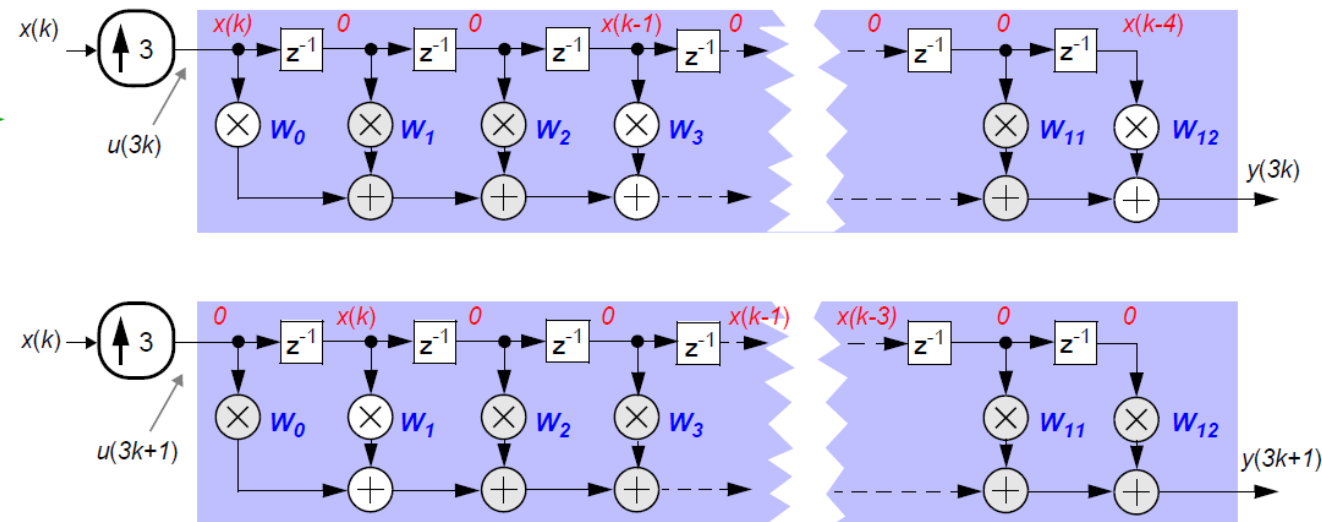 x(k) 0 0 x(k-1) 0 0 0 x(k-4)
x(k) ↑ 3 z⁻¹ z⁻¹ z⁻¹ z⁻¹ z⁻¹ z⁻¹
× W₀ × W₁ × W₂ × W₃ × W₁₁ × W₁₂
u(3k)
y(3k)
+ + + + +
0 x(k) 0 0 x(k-1) x(k-3) 0 0
x(k) ↑ 3 z⁻¹ z⁻¹ z⁻¹ z⁻¹ z⁻¹ z⁻¹
× W₀ × W₁ × W₂ × W₃ × W₁₁ × W₁₂
u(3k+1)
y(3k+1)
+ + + + +